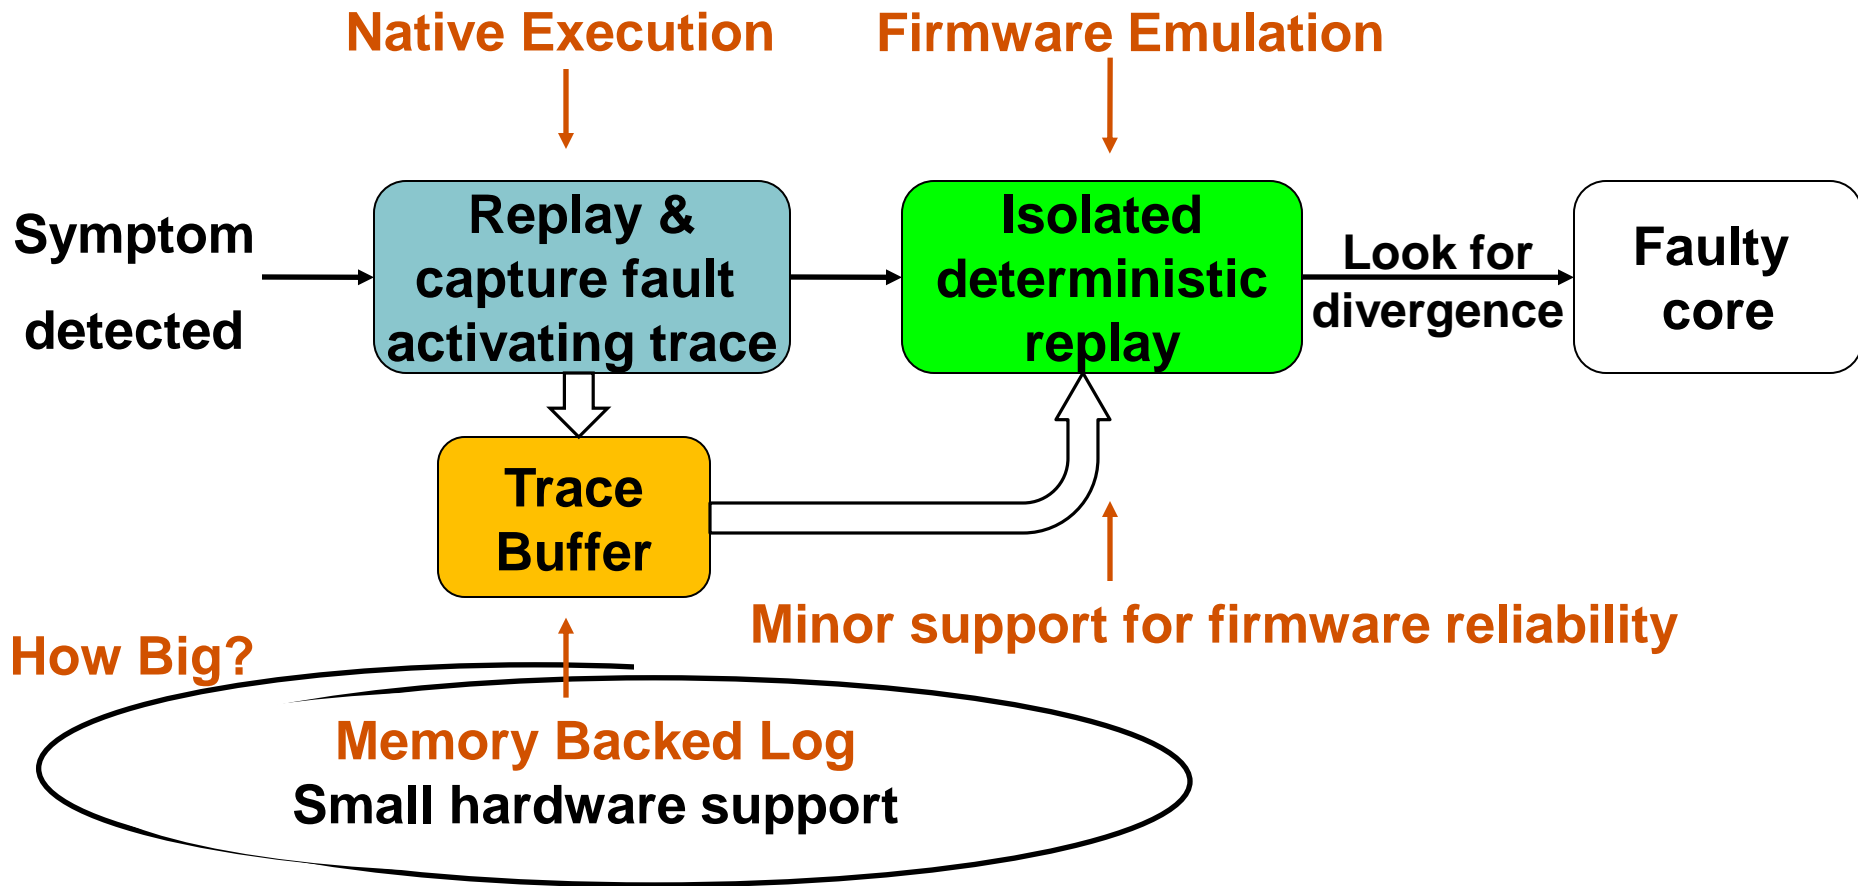 Native Execution
Firmware Emulation
Symptom
detected
Replay &
capture fault
activating trace
Isolated
deterministic
replay
Look for
divergence
Faulty
core
Trace
Buffer
Minor support for firmware reliability
How Big?
Memory Backed Log
Small hardware support